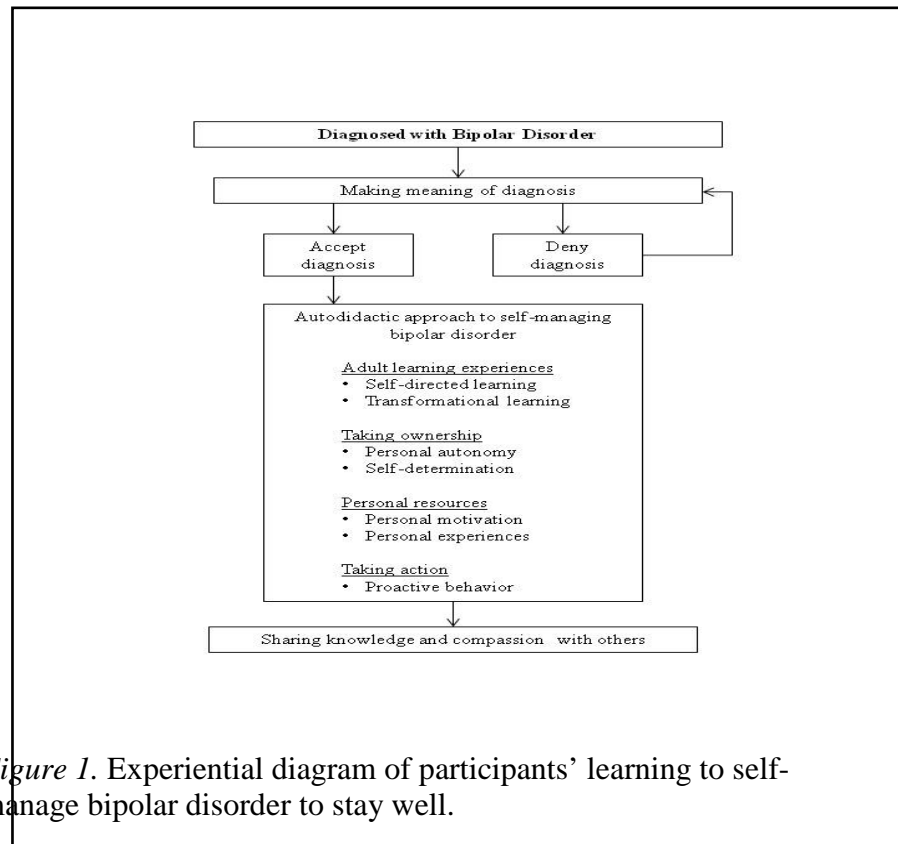 Diagnosed with Bipolar Disorder
Making meaning of diagnosis
Accept
diagnosis
Deny
diagnosis
Autodidactic approach to self-managing
bipolar disorder
Adult learning experiences
• Self-directed learning
• Transformational learning
Taking ownership
• Personal autonomy
• Self-determination
Personal resources
• Personal motivation
• Personal experiences
Taking action
• Proactive behavior
Sharing knowledge and compassion with others
igure 1. Experiential diagram of participants’ learning to self-
anage bipolar disorder to stay well.